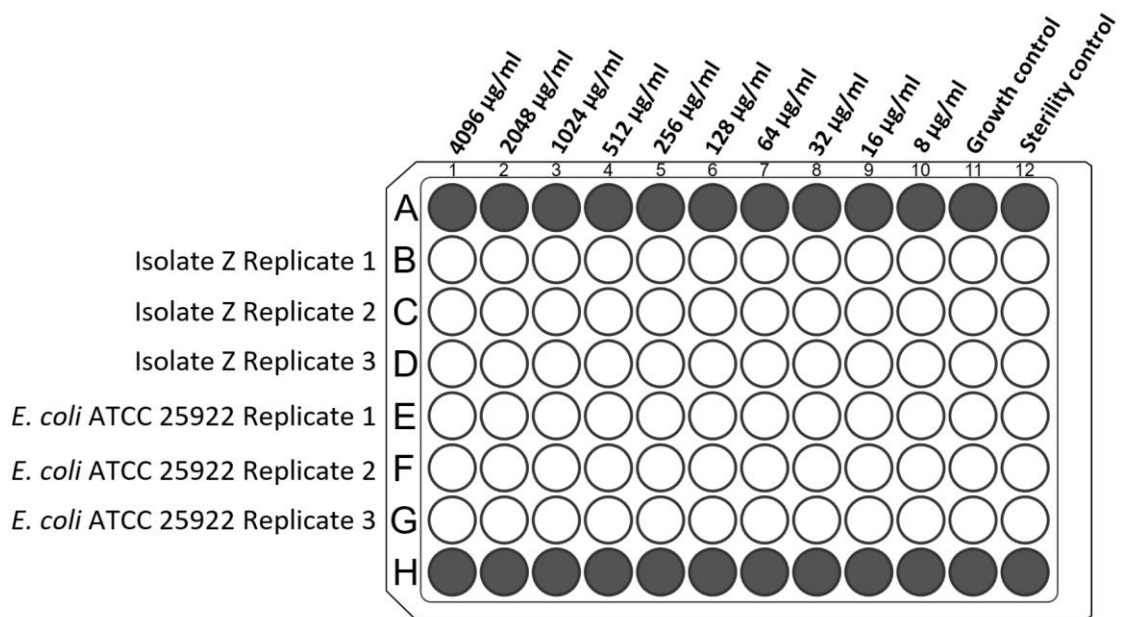 4096 µg/ml
2048 µg/ml
1024 µg/ml
512 µg/ml
256 µg/ml
128 µg/ml
64 µg/ml
32 µg/ml
16 µg/ml
8 µg/ml
Growth control
Sterility control
1 2 3 4 5 6 7 8 9 10 11 12
A
Isolate Z Replicate 1 B
Isolate Z Replicate 2 C
Isolate Z Replicate 3 D
E. coli ATCC 25922 Replicate 1 E
E. coli ATCC 25922 Replicate 2 F
E. coli ATCC 25922 Replicate 3 G
H